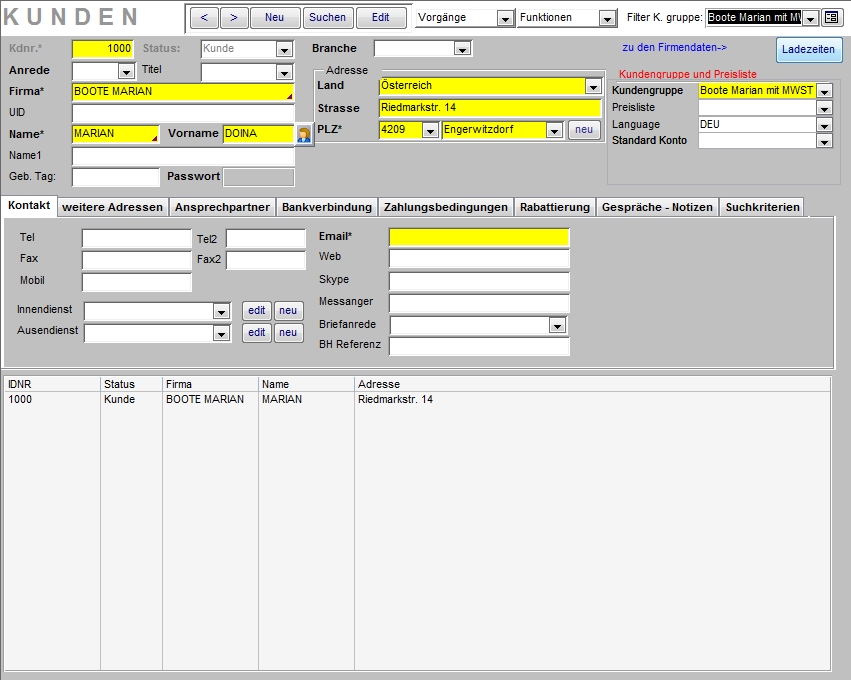 KUNDEN < > Neu Suchen Edit Vorgänge Funktionen Filter K. gruppe: Boote Marian mit MW
Kdnr.* 1000 Status: Kunde Branche zu den Firmendaten-> Ladezeiten
Anrede Titel Adresse Kundengruppe und Preisliste
Firma* BOOTE MARIAN Land Österreich Kundengruppe Boote Marian mit MWST
UID Strasse Riedmarkstr. 14 Preisliste
Name* MARIAN Vorname DOINA PLZ* 4209 Engerwitzdorf neu Language DEU
Name1 Standard Konto
Geb. Tag: Passwort
Kontakt weitere Adressen Ansprechpartner Bankverbindung Zahlungsbedingungen Rabattierung Gespräche - Notizen Suchkriterien
Tel Tel2 Email*
Fax Fax2 Web
Mobil Skype
Innendienst edit neu Messanger
Ausendienst edit neu Briefanrede
BH Referenz
IDNR Status Firma Name Adresse
1000 Kunde BOOTE MARIAN MARIAN Riedmarkstr. 14